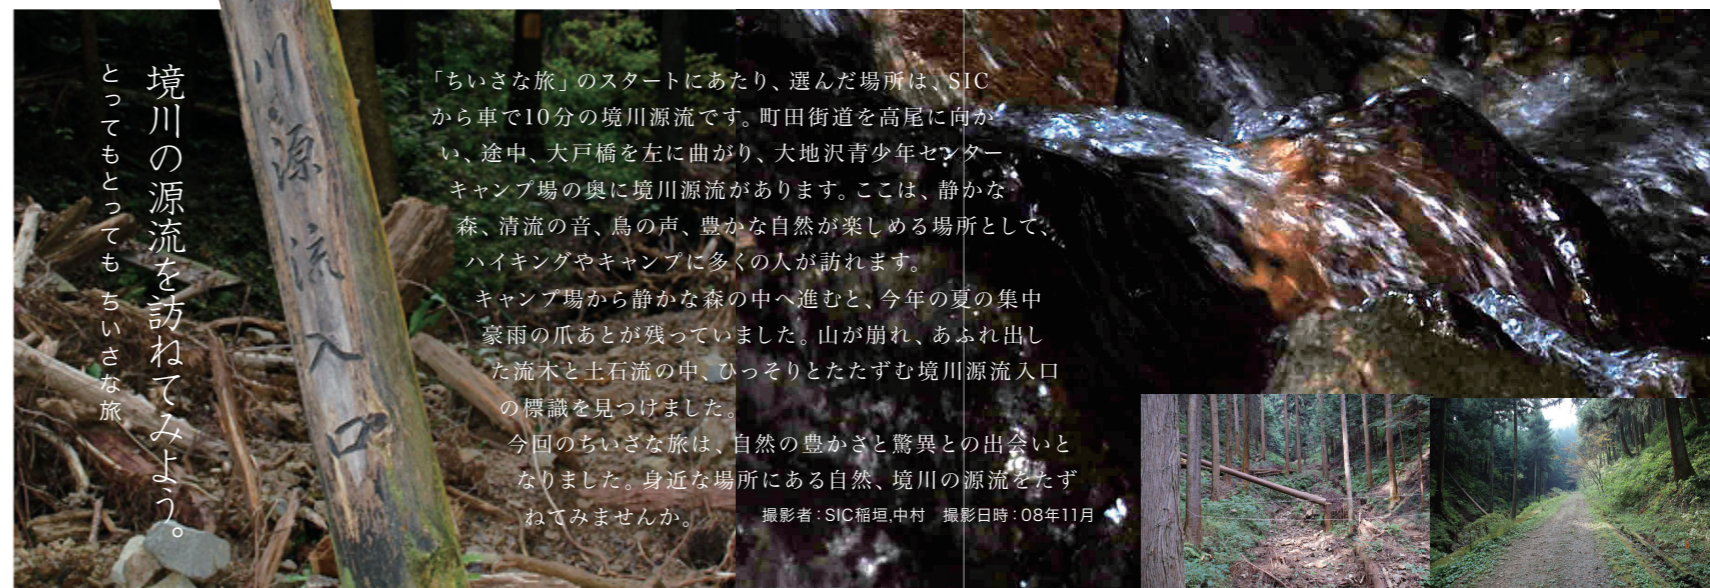 境川の源流を訪ねてみよう。
とってもとっても ちいさな旅
川源流入口
「ちいさな旅」のスタートにあたり、選んだ場所は、SIC
から車で10分の境川源流です。町田街道を高尾に向か
い、途中、大戸橋を左に曲がり、大地沢青少年センター
キャンプ場の奥に境川源流があります。ここは、静かな
森、清流の音、鳥の声、豊かな自然が楽しめる場所として、
ハイキングやキャンプに多くの人が訪れます。
キャンプ場から静かな森の中へ進むと、今年の夏の集中
豪雨の爪あとが残っていました。山が崩れ、あふれ出し
た流木と土石流の中、ひっそりとたたずむ境川源流入口
の標識を見つけました。
今回のちいさな旅は、自然の豊かさと驚異との出会いと
なりました。身近な場所にある自然、境川の源流をたず
ねてみませんか。
撮影者：SIC稲垣,中村　撮影日時：08年11月